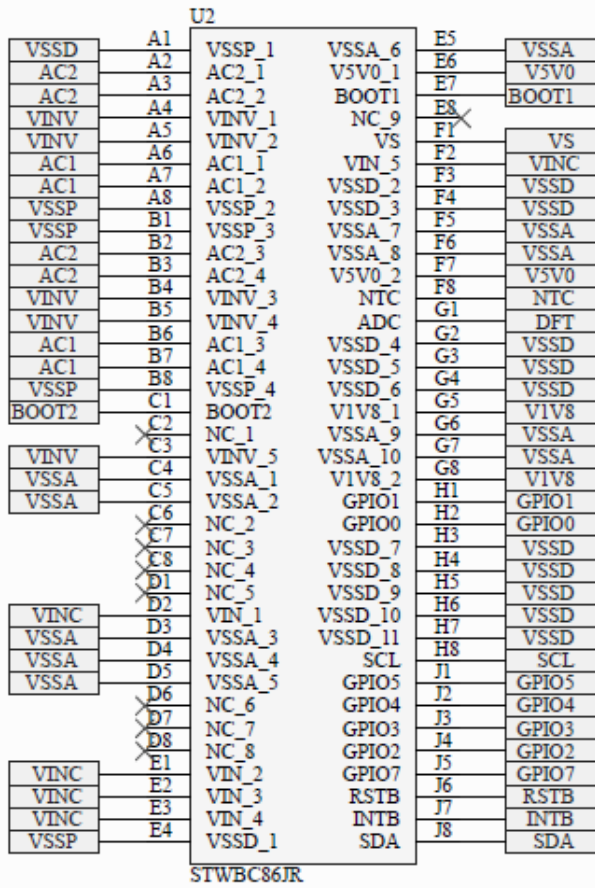 U2
VSSD A1 VSSP_1 VSSA_6 E5 VSSA
AC2 A2 AC2_1 V5V0_1 E6 V5V0
AC2 A3 AC2_2 BOOT1 E7 BOOT1
VINV A4 VINV_1 NC_9 E8
VINV A5 VINV_2 VS F1 VS
AC1 A6 AC1_1 VIN_5 F2 VINC
AC1 A7 AC1_2 VSSD_2 F3 VSSD
VSSP A8 VSSP_2 VSSD_3 F4 VSSD
VSSP B1 VSSP_3 VSSA_7 F5 VSSA
AC2 B2 AC2_3 VSSA_8 F6 VSSA
AC2 B3 AC2_4 V5V0_2 F7 V5V0
VINV B4 VINV_3 NTC F8 NTC
VINV B5 VINV_4 ADC G1 DFT
AC1 B6 AC1_3 VSSD_4 G2 VSSD
AC1 B7 AC1_4 VSSD_5 G3 VSSD
VSSP B8 VSSP_4 VSSD_6 G4 VSSD
BOOT2 C1 BOOT2 V1V8_1 G5 V1V8
C2 NC_1 VSSA_9 G6 VSSA
VINV C3 VINV_5 VSSA_10 G7 VSSA
VSSA C4 VSSA_1 V1V8_2 G8 V1V8
VSSA C5 VSSA_2 GPIO1 H1 GPIO1
C6 NC_2 GPIO0 H2 GPIO0
C7 NC_3 VSSD_7 H3 VSSD
C8 NC_4 VSSD_8 H4 VSSD
D1 NC_5 VSSD_9 H5 VSSD
VINC D2 VIN_1 VSSD_10 H6 VSSD
VSSA D3 VSSA_3 VSSD_11 H7 VSSD
VSSA D4 VSSA_4 SCL H8 SCL
VSSA D5 VSSA_5 GPIO5 J1 GPIO5
D6 NC_6 GPIO4 J2 GPIO4
D7 NC_7 GPIO3 J3 GPIO3
D8 NC_8 GPIO2 J4 GPIO2
VINC E1 VIN_2 GPIO7 J5 GPIO7
VINC E2 VIN_3 RSTB J6 RSTB
VINC E3 VIN_4 INTB J7 INTB
VSSP E4 VSSD_1 SDA J8 SDA
STWBC86JR